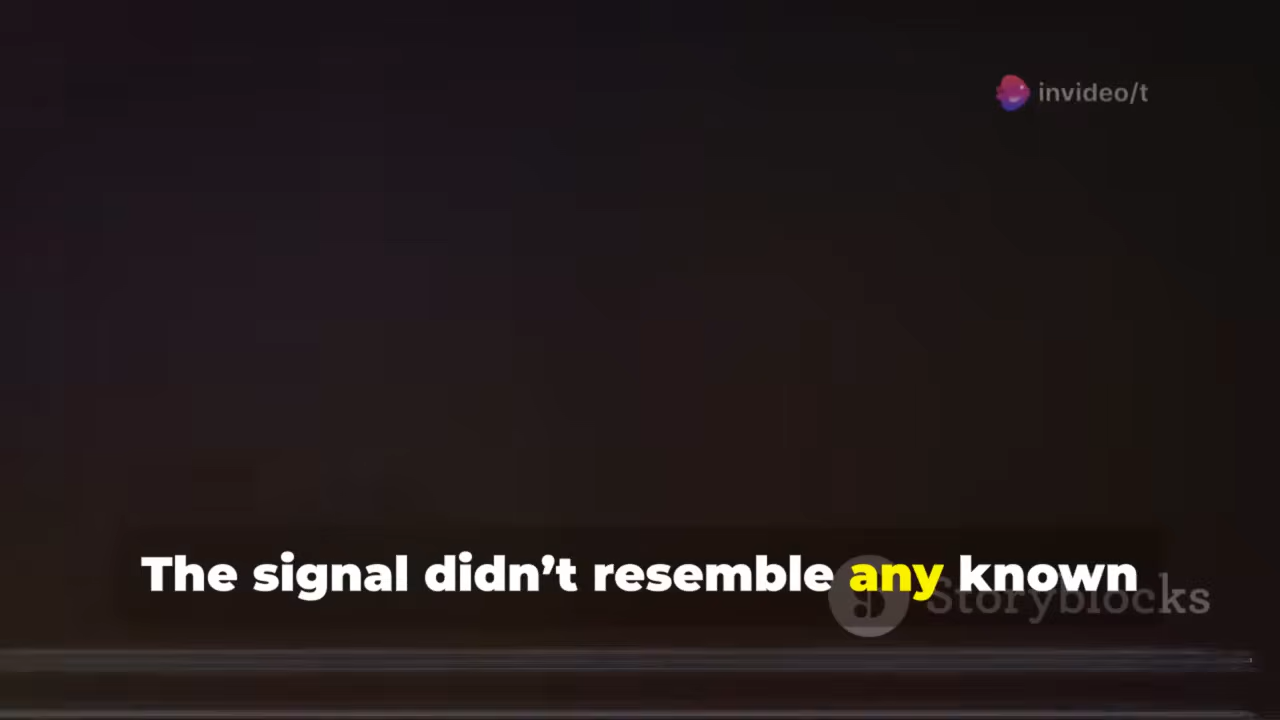 invideo/t
The signal didn’t resemble any known
Storyblocks